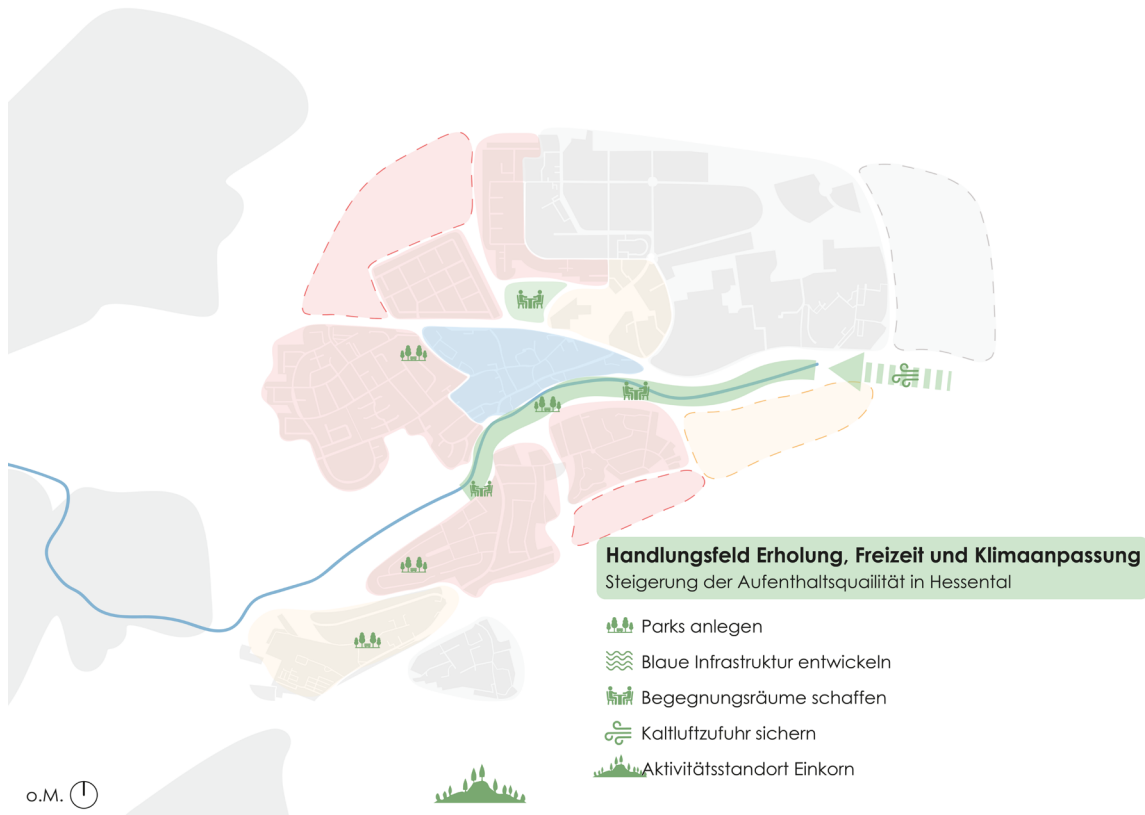 Handlungsfeld Erholung, Freizeit und Klimaanpassung
Steigerung der Aufenthaltsquailität in Hessental
Parks anlegen
Blaue Infrastruktur entwickeln
Begegnungsräume schaffen
Kaltluftzufuhr sichern
Aktivitätsstandort Einkorn
o.M.